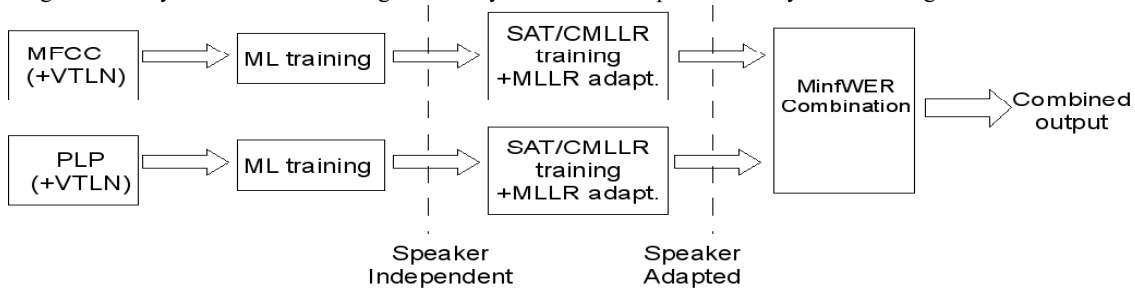 MFCC
(+VTLN)
ML training
SAT/CMLLR
training
+MLLR adapt.
MinfWER
Combination
Combined
output
PLP
(+VTLN)
ML training
SAT/CMLLR
training
+MLLR adapt.
Speaker
Independent
Speaker
Adapted